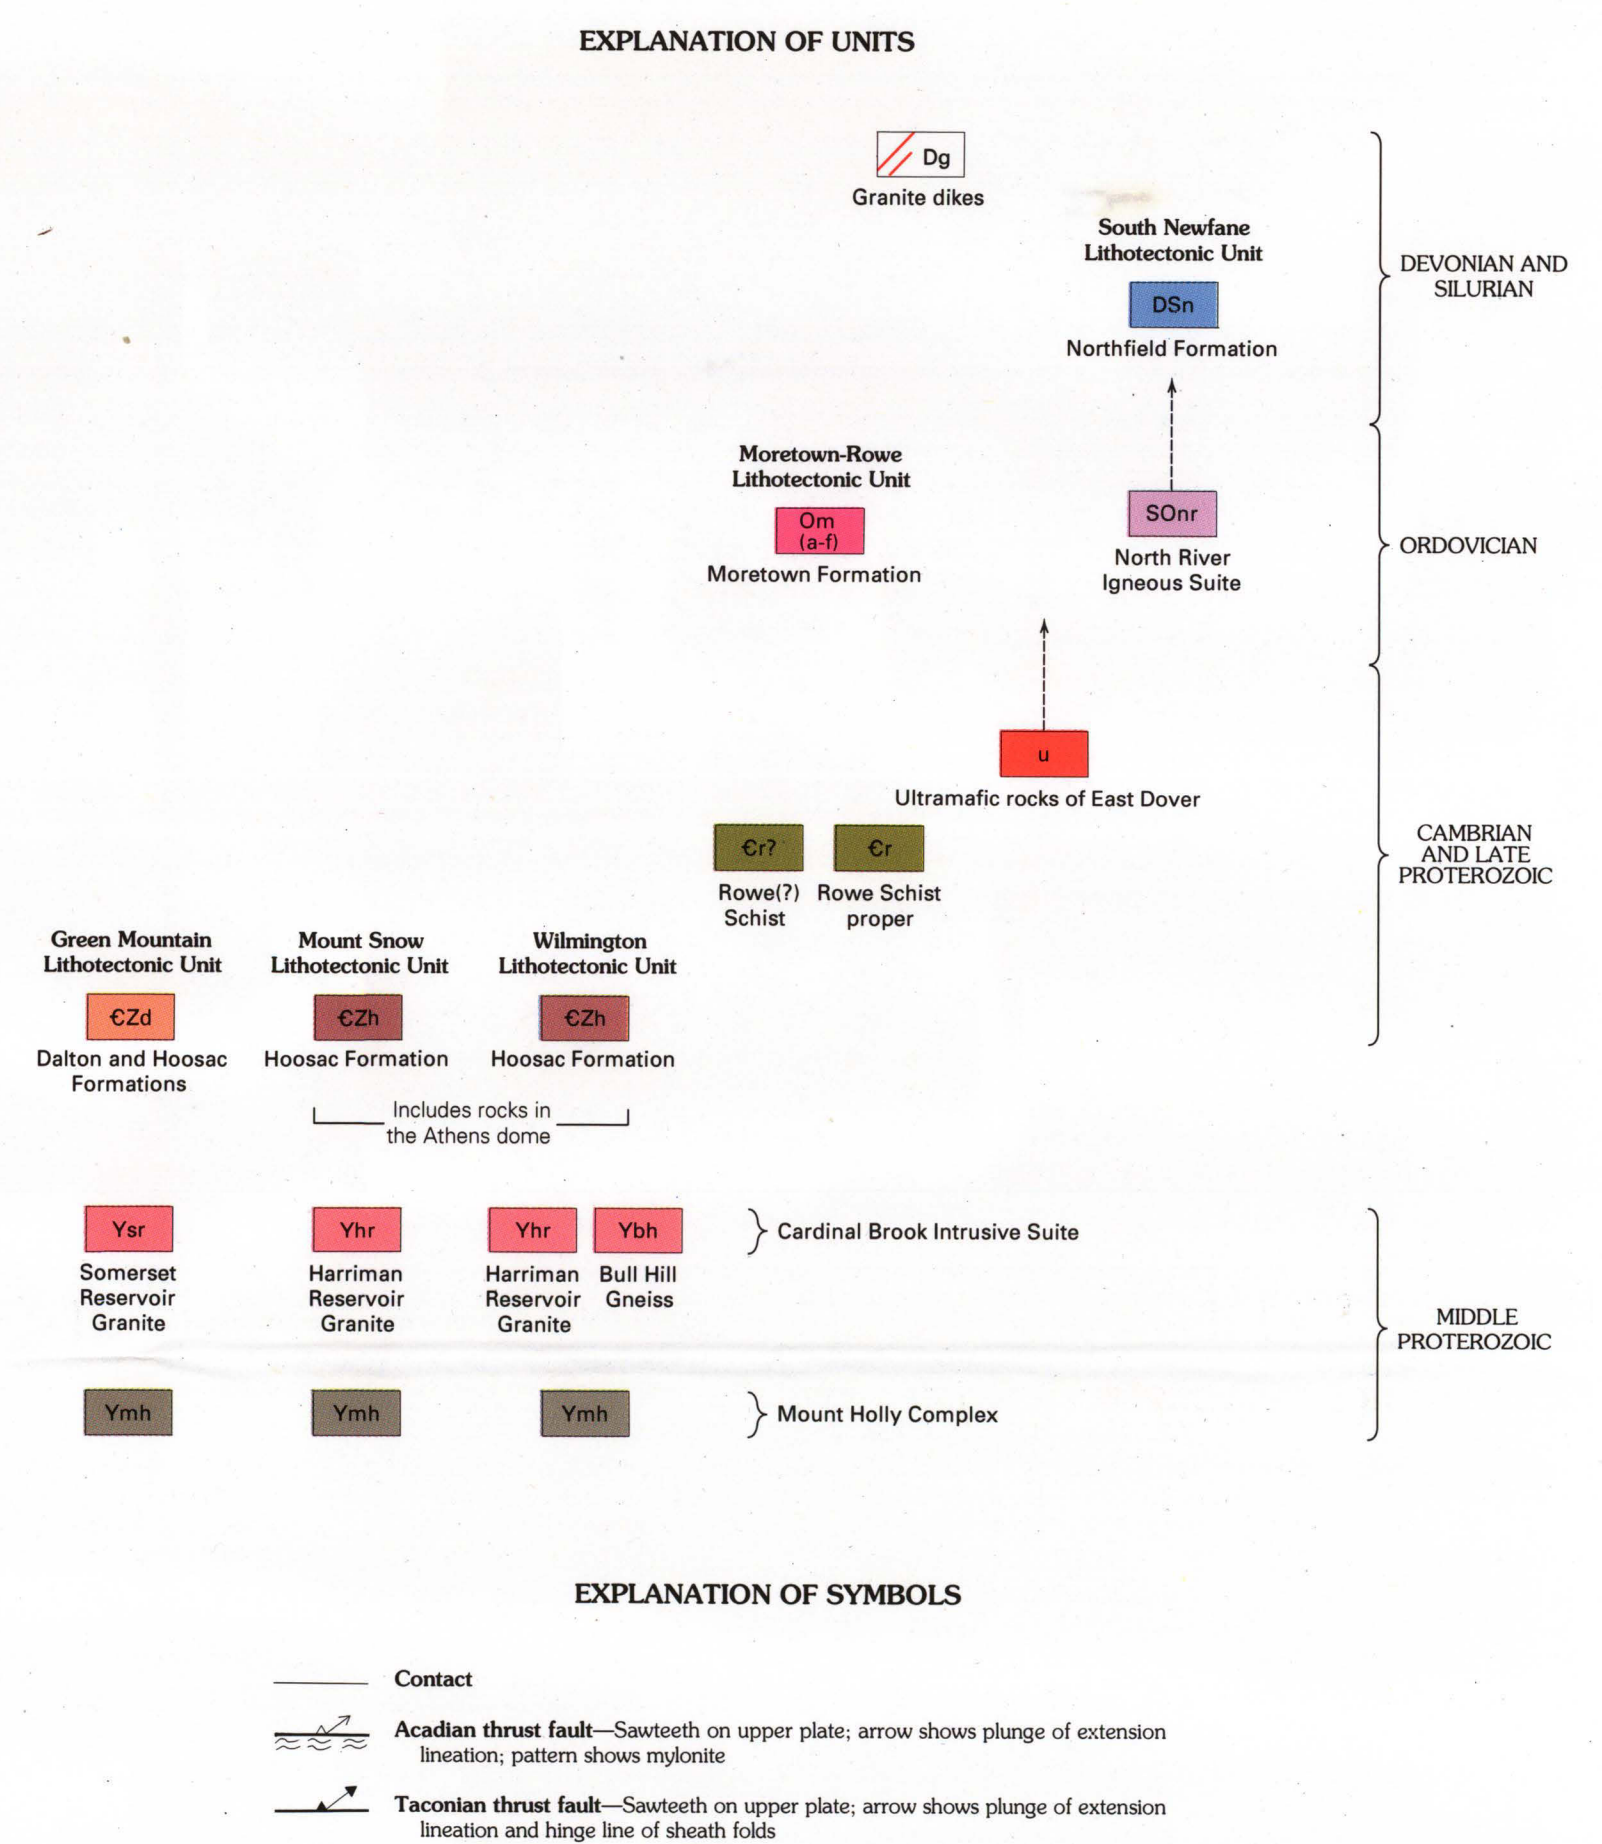 EXPLANATION OF UNITS
Dg
Granite dikes
South Newfane
Lithotectonic Unit
DSn
Northfield Formation
DEVONIAN AND
SILURIAN
Moretown-Rowe
Lithotectonic Unit
Om
(a-f)
Moretown Formation
SOnr
North River
Igneous Suite
ORDOVICIAN
u
Ultramafic rocks of East Dover
Єr?
Rowe(?)
Schist
Єr
Rowe Schist
proper
CAMBRIAN
AND LATE
PROTEROZOIC
Green Mountain
Lithotectonic Unit
ЄZd
Dalton and Hoosac
Formations
Mount Snow
Lithotectonic Unit
ЄZh
Hoosac Formation
Wilmington
Lithotectonic Unit
ЄZh
Hoosac Formation
Includes rocks in
the Athens dome
Ysr
Somerset
Reservoir
Granite
Yhr
Harriman
Reservoir
Granite
Yhr
Harriman
Reservoir
Granite
Ybh
Bull Hill
Gneiss
Cardinal Brook Intrusive Suite
MIDDLE
PROTEROZOIC
Ymh
Ymh
Ymh
Mount Holly Complex
EXPLANATION OF SYMBOLS
Contact
Acadian thrust fault—Sawteeth on upper plate; arrow shows plunge of extension
lineation; pattern shows mylonite
Taconian thrust fault—Sawteeth on upper plate; arrow shows plunge of extension
lineation and hinge line of sheath folds